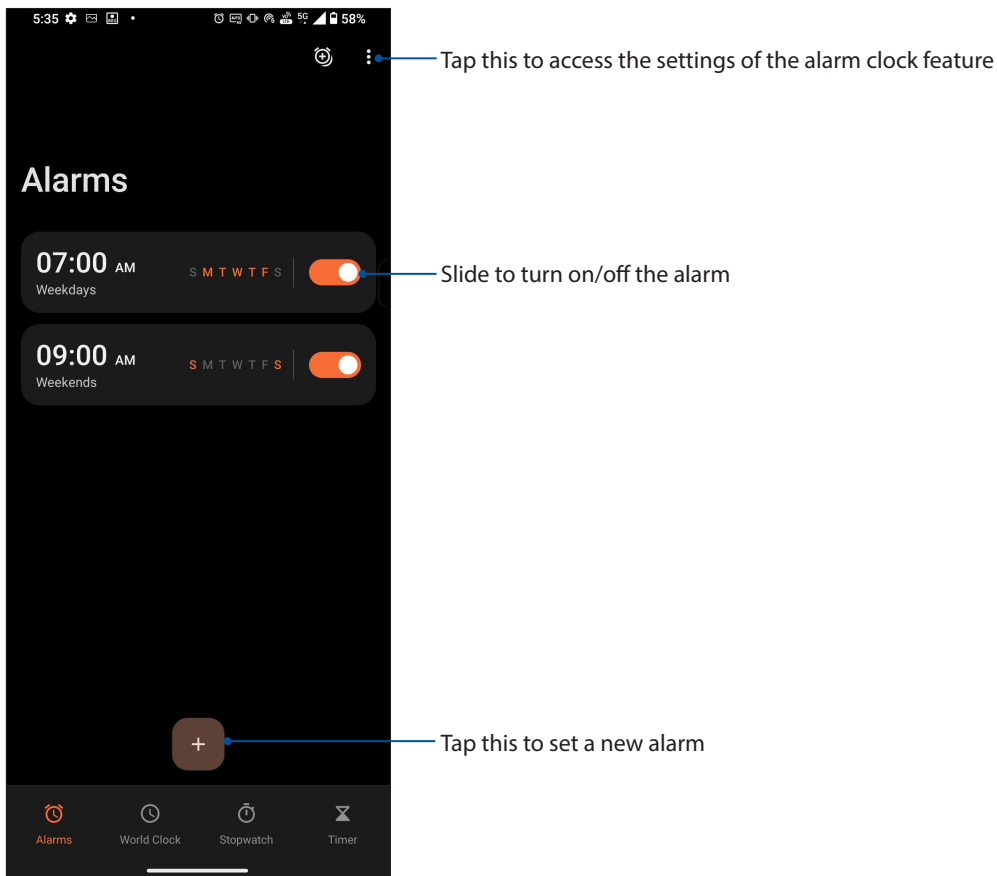 5:35 5G 58%
Tap this to access the settings of the alarm clock feature
Alarms
07:00 AM S M T W T F S
Weekdays
Slide to turn on/off the alarm
09:00 AM S M T W T F S
Weekends
+
Tap this to set a new alarm
Alarms World Clock Stopwatch Timer